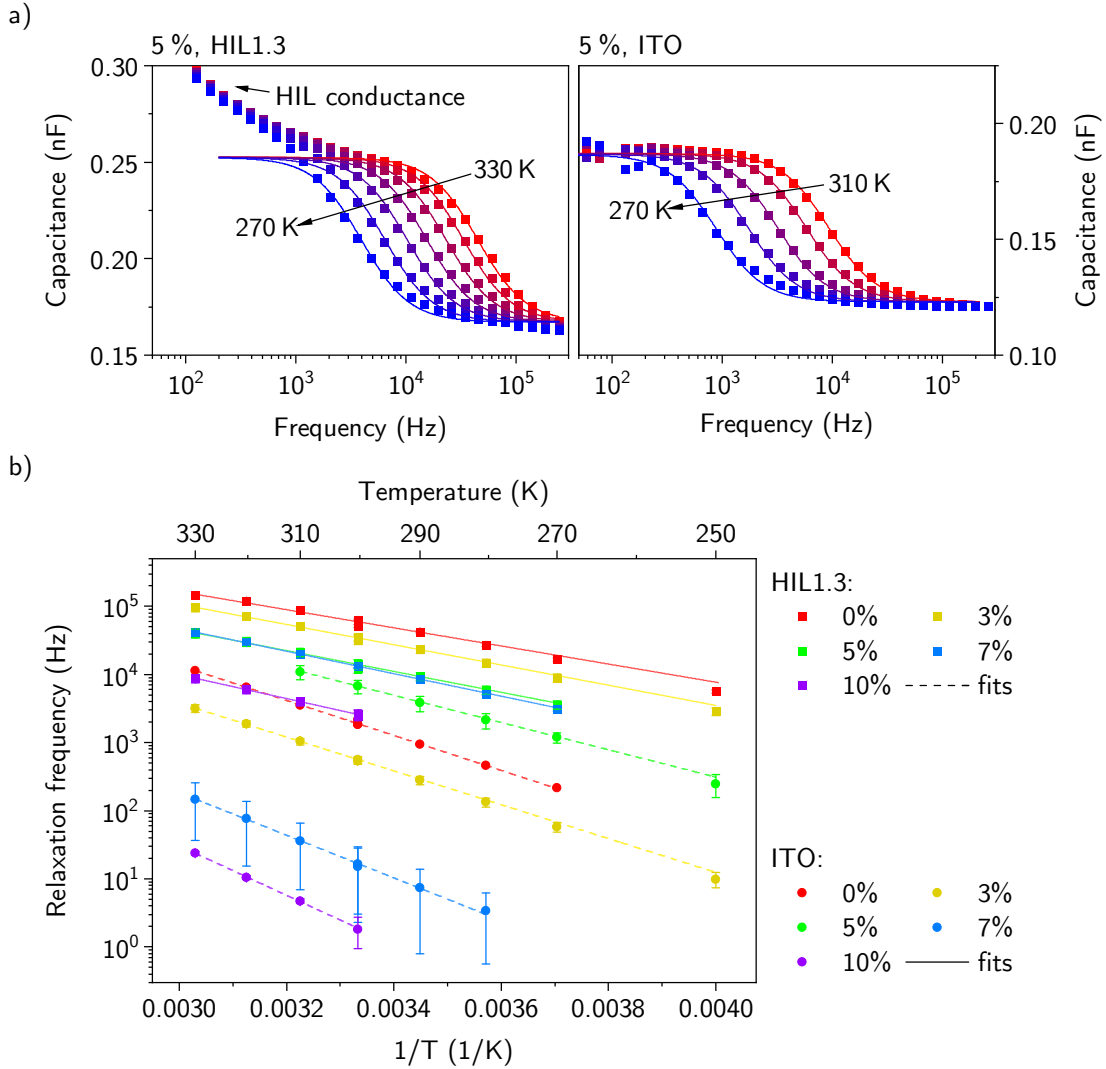 a)
5 %, HIL1.3
5 %, ITO
0.30
0.25
0.20
0.15
Capacitance (nF)
HIL conductance
330 K
270 K
10² 10³ 10⁴ 10⁵
Frequency (Hz)
310 K
270 K
0.20
0.15
0.10
Capacitance (nF)
10² 10³ 10⁴ 10⁵
Frequency (Hz)
b)
Temperature (K)
330 310 290 270 250
10⁵
10⁴
10³
10²
10¹
10⁰
Relaxation frequency (Hz)
0.0030 0.0032 0.0034 0.0036 0.0038 0.0040
1/T (1/K)
HIL1.3:
0% 3%
5% 7%
10% fits
ITO:
0% 3%
5% 7%
10% fits